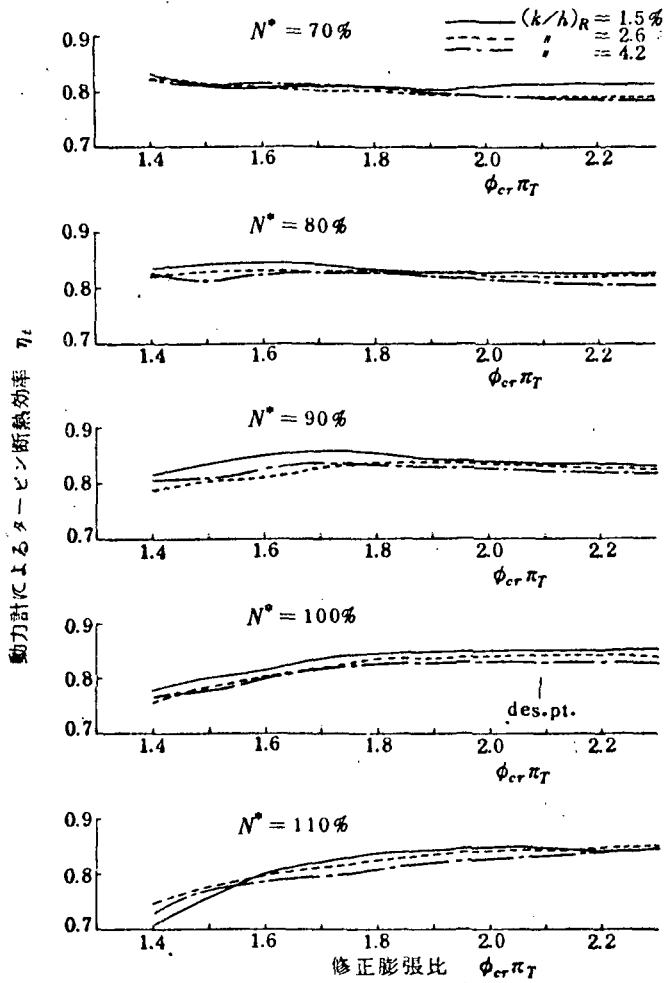 N* = 70%
(k/h)R = 1.5%
〃 = 2.6
〃 = 4.2
0.9
0.8
0.7
1.4 1.6 1.8 2.0 2.2
φcr πT
N* = 80%
0.9
0.8
0.7
1.4 1.6 1.8 2.0 2.2
φcr πT
動力計によるタービン断熱効率 ηt
N* = 90%
0.9
0.8
0.7
1.4 1.6 1.8 2.0 2.2
φcr πT
N* = 100%
0.9
0.8
0.7
des.pt.
1.4 1.6 1.8 2.0 2.2
φcr πT
N* = 110%
0.9
0.8
0.7
1.4 1.6 1.8 2.0 2.2
修正膨張比 φcr πT